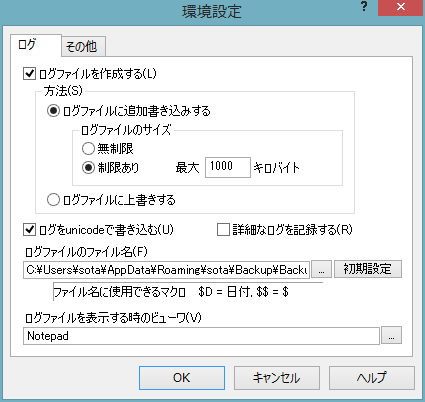 環境設定
? ×
ログ その他
ログファイルを作成する(L)
方法(S)
ログファイルに追加書き込みする
ログファイルのサイズ
無制限
制限あり 最大 1000 キロバイト
ログファイルに上書きする
ログをunicodeで書き込む(U) 詳細なログを記録する(R)
ログファイルのファイル名(F)
C:¥Users¥sota¥AppData¥Roaming¥sota¥Backup¥Backu ... 初期設定
ファイル名に使用できるマクロ $D = 日付, $$ = $
ログファイルを表示する時のビューワ(V)
Notepad ...
OK キャンセル ヘルプ